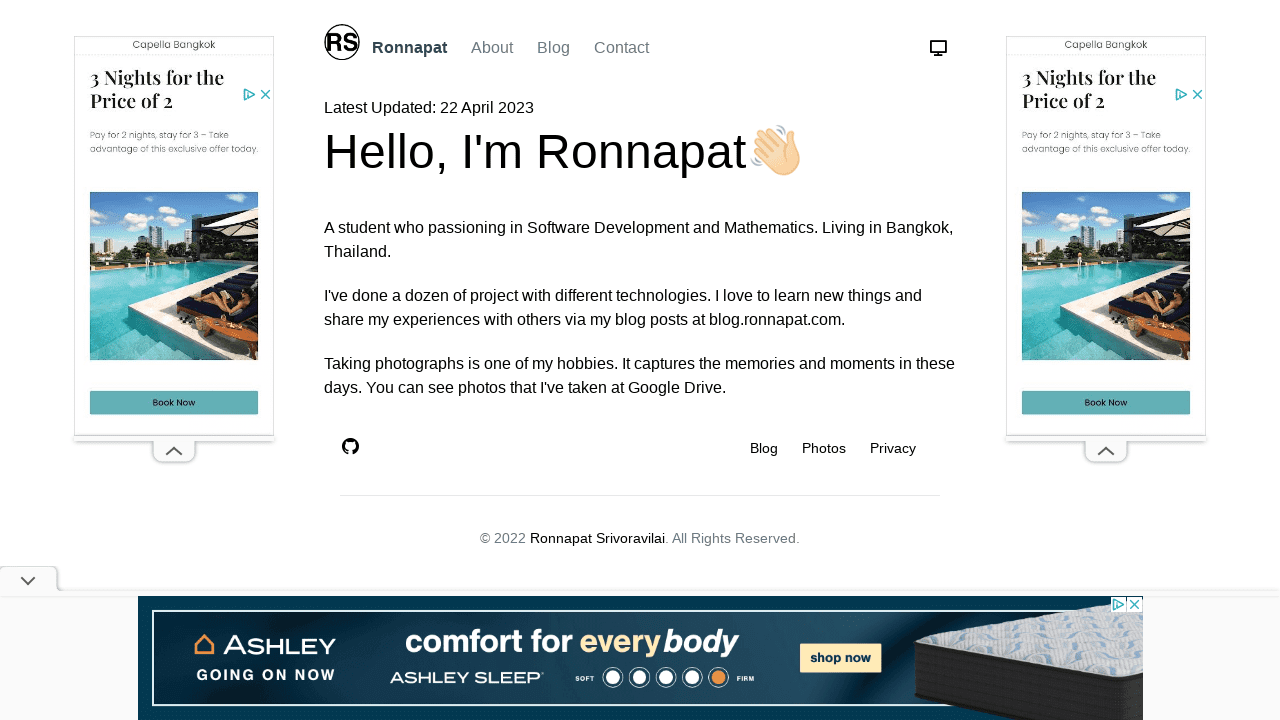 RS Ronnapat About Blog Contact
Latest Updated: 22 April 2023
Hello, I'm Ronnapat👋
A student who passioning in Software Development and Mathematics. Living in Bangkok,
Thailand.
I've done a dozen of project with different technologies. I love to learn new things and
share my experiences with others via my blog posts at blog.ronnapat.com.
Taking photographs is one of my hobbies. It captures the memories and moments in these
days. You can see photos that I've taken at Google Drive.
Blog Photos Privacy
© 2022 Ronnapat Srivoravilai. All Rights Reserved.
Capella Bangkok
3 Nights for the
Price of 2
Pay for 2 nights, stay for 3 – Take
advantage of this exclusive offer today.
Book Now
Capella Bangkok
3 Nights for the
Price of 2
Pay for 2 nights, stay for 3 – Take
advantage of this exclusive offer today.
Book Now
ASHLEY
GOING ON NOW
comfort for every body
ASHLEY SLEEP®
SOFT FIRM
shop now